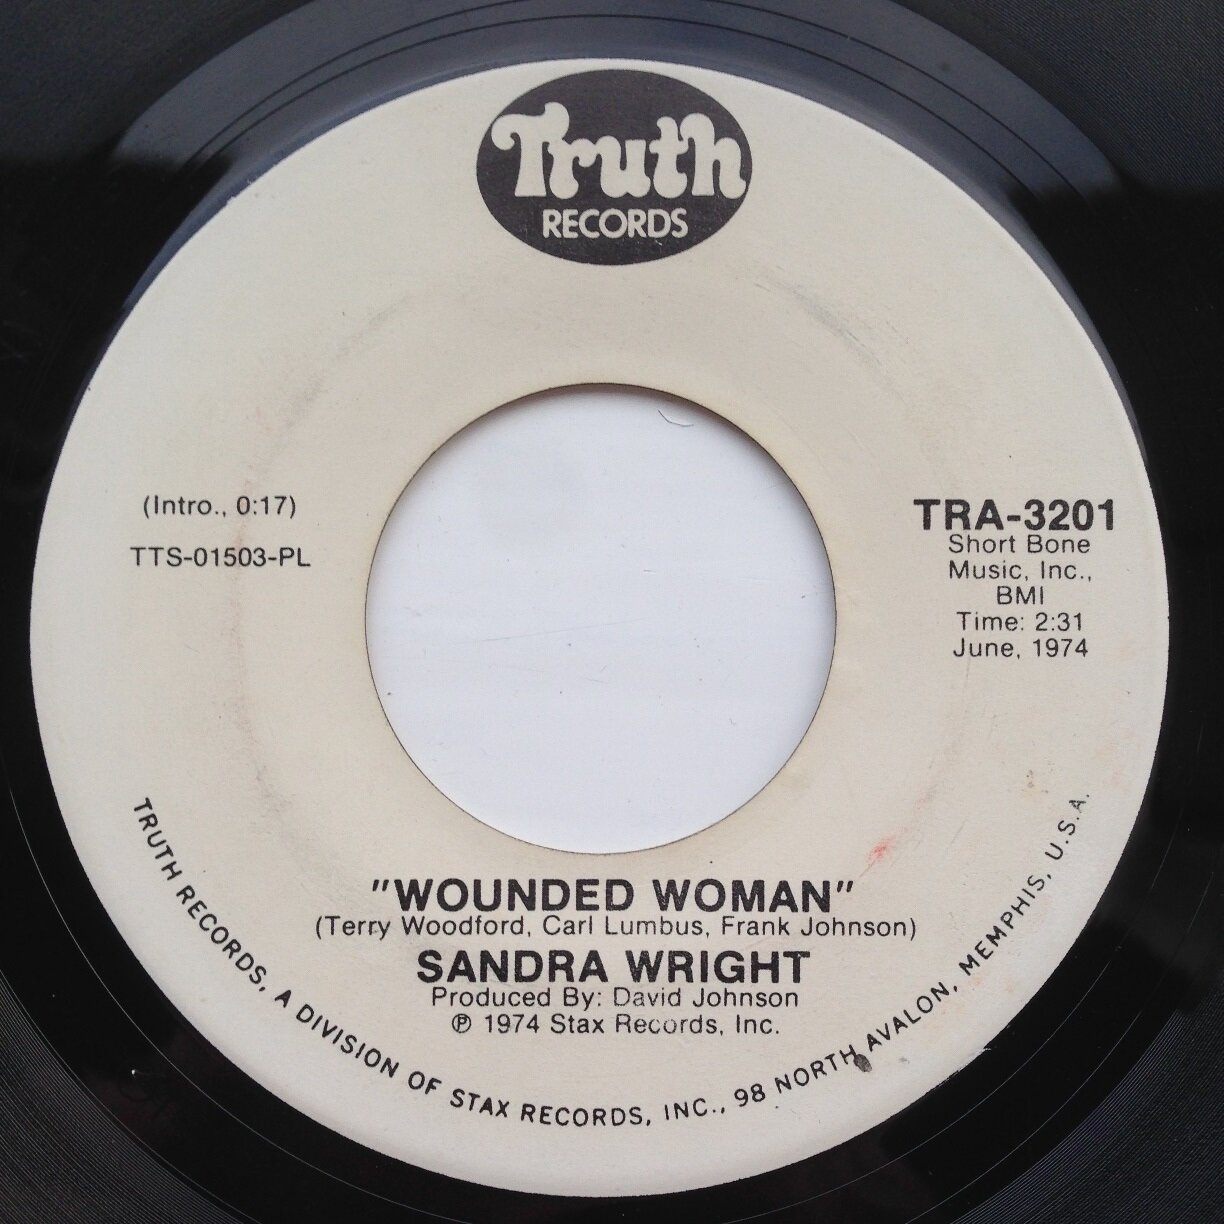 Truth
RECORDS
(Intro., 0:17)
TTS-01503-PL
TRA-3201
Short Bone
Music, Inc.,
BMI
Time: 2:31
June, 1974
"WOUNDED WOMAN"
(Terry Woodford, Carl Lumbus, Frank Johnson)
SANDRA WRIGHT
Produced By: David Johnson
℗ 1974 Stax Records, Inc.
TRUTH RECORDS, A DIVISION OF STAX RECORDS, INC., 98 NORTH AVALON, MEMPHIS, U.S.A.